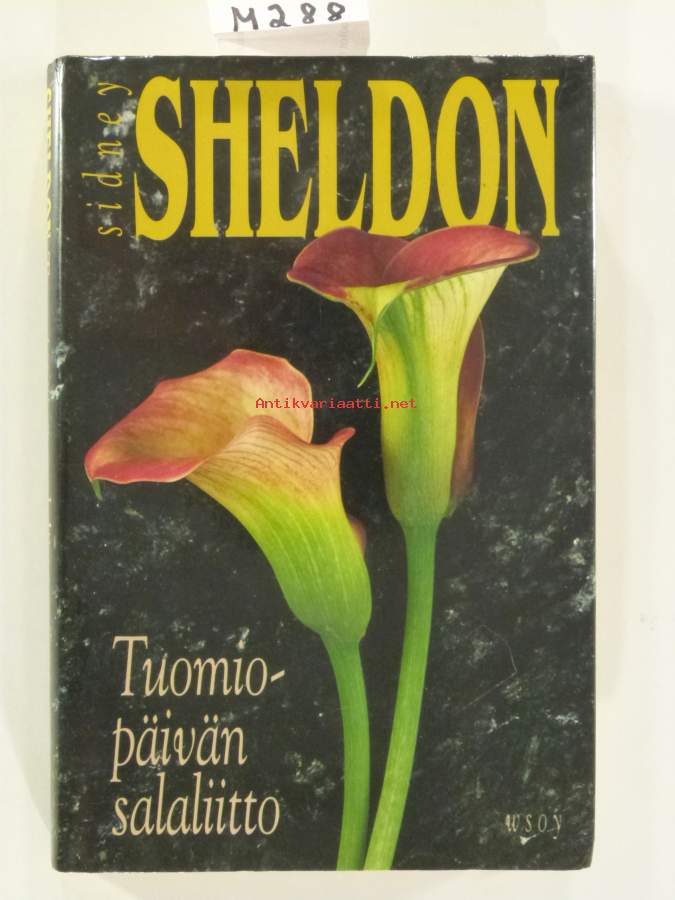 M288
sidney
SHELDON
Antikvariaatti.net
Tuomio-
päivän
salaliitto
WSOY